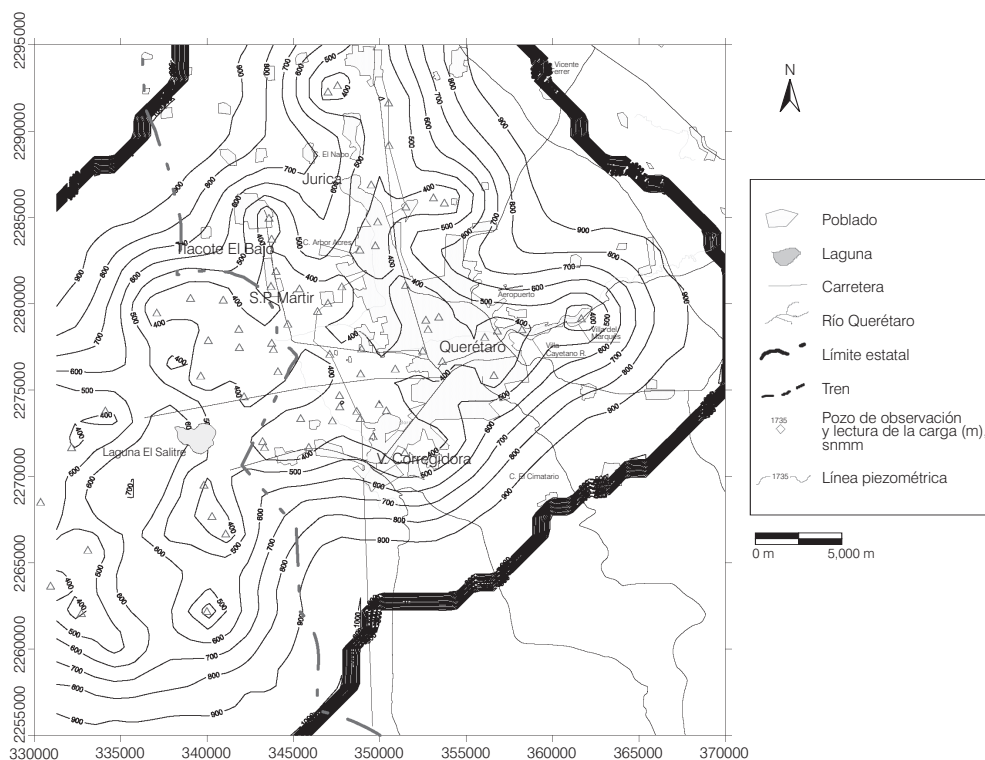 2295000
2290000
2285000
2280000
2275000
2270000
2265000
2260000
2255000
330000 335000 340000 345000 350000 355000 360000 365000 370000
Vicente
errer
C. El Nabo
Jurica
Tlacote El Bajo
C. Arbor Acres
S.P. Mártir
Aeropuerto
Querétaro
Villa del
Marqués
Villa
Cayetano R.
Laguna El Salitre
V. Corregidora
C. El Cimatario
1000
900
800
700
600
500
400
N
Poblado
Laguna
Carretera
Río Querétaro
Límite estatal
Tren
1735
Pozo de observación
y lectura de la carga (m),
snmm
1735
Línea piezométrica
0 m 5,000 m